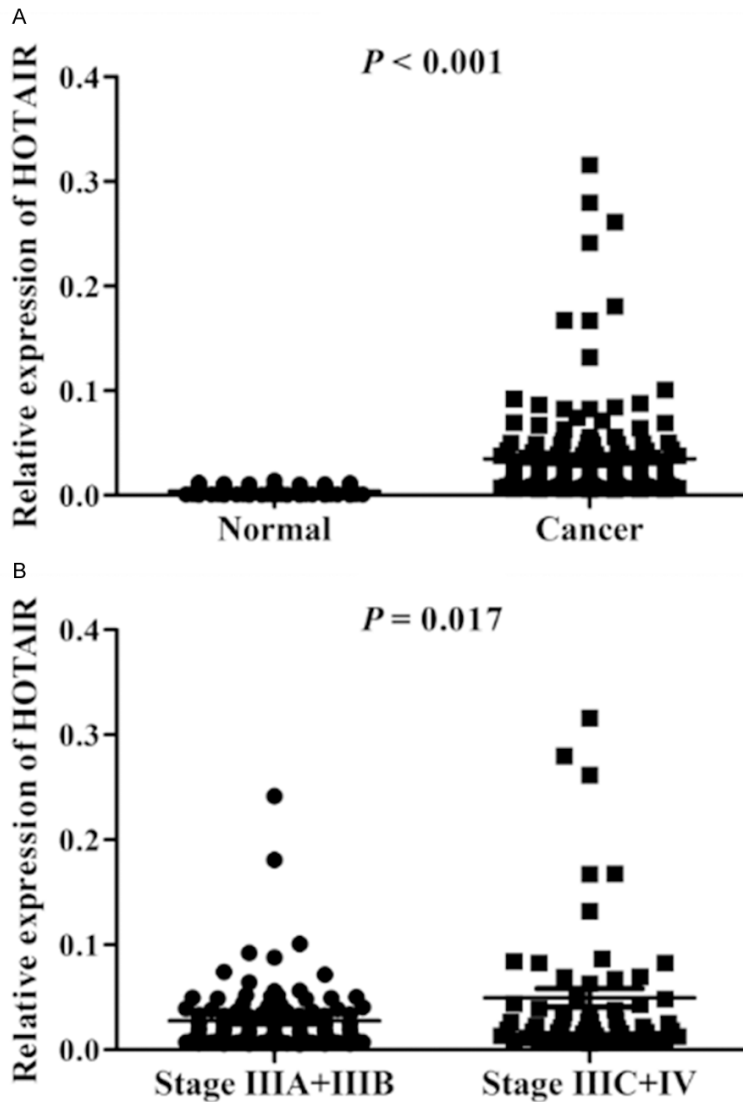 A
P < 0.001
Relative expression of HOTAIR
0.4
0.3
0.2
0.1
0.0
Normal
Cancer
B
P = 0.017
Relative expression of HOTAIR
0.4
0.3
0.2
0.1
0.0
Stage IIIA+IIIB
Stage IIIC+IV